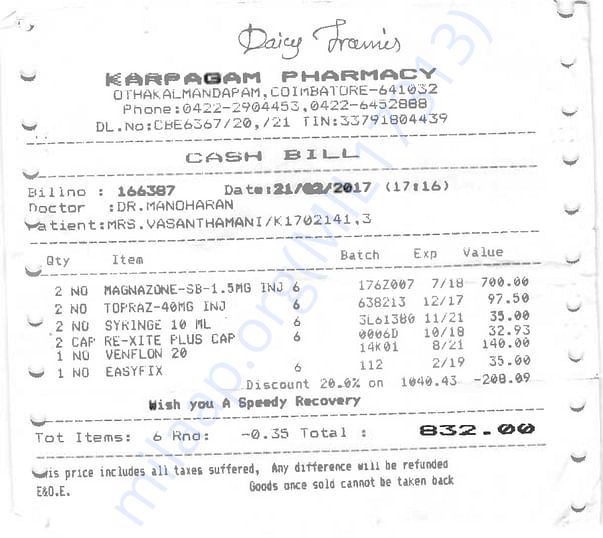 Daicy Framis
KARPAGAM PHARMACY
OTHAKALMANDAPAM,COIMBATORE-641032
Phone:0422-2904453,0422-6452888
DL.No:CBE6367/20,/21 TIN:33791804439
CASH BILL
Billno : 166387 Date:21/02/2017 (17:16)
Doctor :DR.MANOHARAN
Patient:MRS.VASANTHAMANI/K1702141,3
Qty Item Batch Exp Value
2 NO MAGNAZONE-SB-1.5MG INJ 6 176Z007 7/18 700.00
2 NO TOPRAZ-40MG INJ 6 638213 12/17 97.50
2 NO SYRINGE 10 ML 6 3L61380 11/21 35.00
2 CAP RE-XITE PLUS CAP 6 0006D 10/18 32.93
1 NO VENFLON 20 14K01 8/21 140.00
1 NO EASYFIX 6 112 2/19 35.00
Discount 20.0% on 1040.43 -208.09
Wish you A Speedy Recovery
Tot Items: 6 Rno: -0.35 Total : 832.00
his price includes all taxes suffered, Any difference will be refunded
E&O.E. Goods once sold cannot be taken back